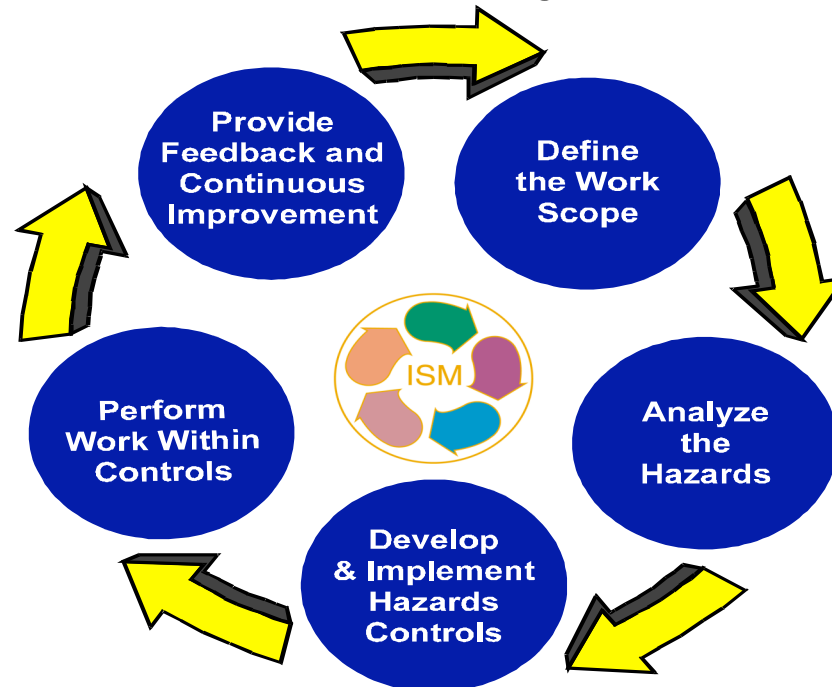 Provide
Feedback and
Continuous
Improvement
Define
the Work
Scope
Analyze
the
Hazards
Develop
& Implement
Hazards
Controls
Perform
Work Within
Controls
ISM